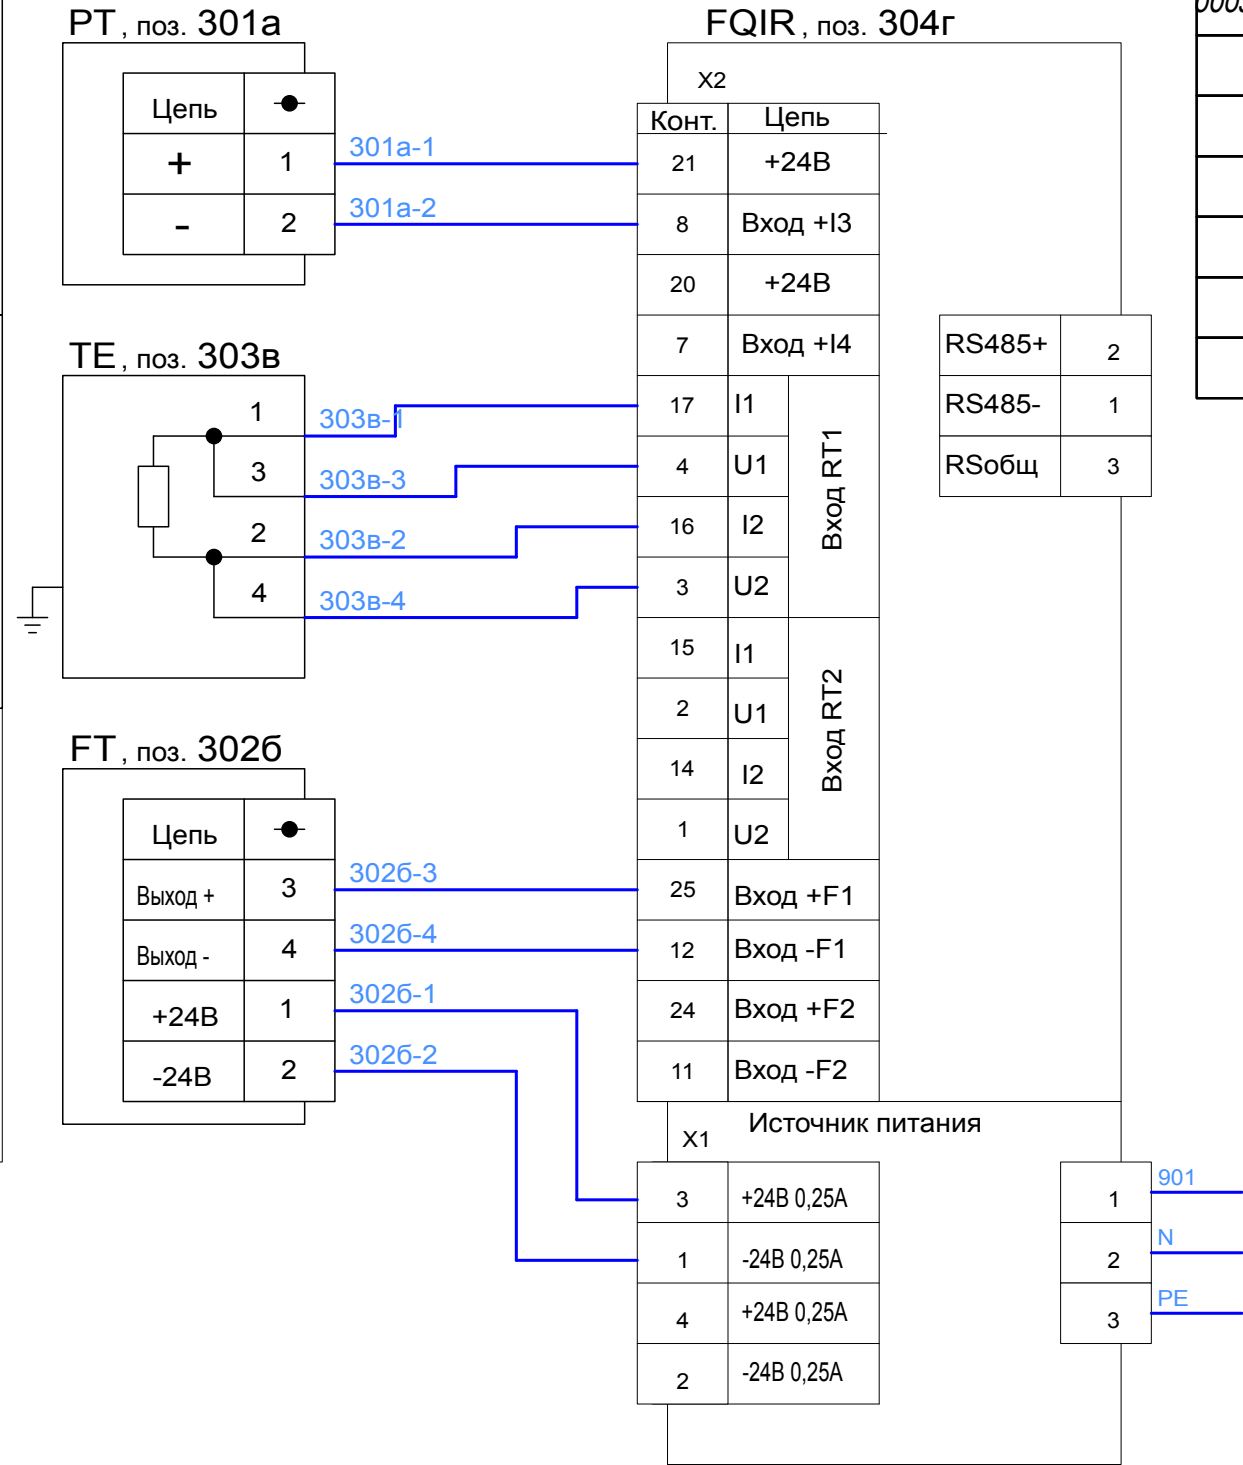 PT, поз. 301а
Цепь
+ 1 301а-1
- 2 301а-2
TE, поз. 303в
1 303в-1
3 303в-3
2 303в-2
4 303в-4
FT, поз. 302б
Цепь
Выход + 3 302б-3
Выход - 4 302б-4
+24В 1 302б-1
-24В 2 302б-2
FQIR, поз. 304г
X2
Конт. Цепь
21 +24В
8 Вход +I3
20 +24В
7 Вход +I4
17 I1
4 U1
16 I2
3 U2
Вход RT1
15 I1
2 U1
14 I2
1 U2
Вход RT2
25 Вход +F1
12 Вход -F1
24 Вход +F2
11 Вход -F2
RS485+ 2
RS485- 1
RSобщ 3
X1 Источник питания
3 +24В 0,25А
1 -24В 0,25А
4 +24В 0,25А
2 -24В 0,25А
1 901
2 N
3 PE